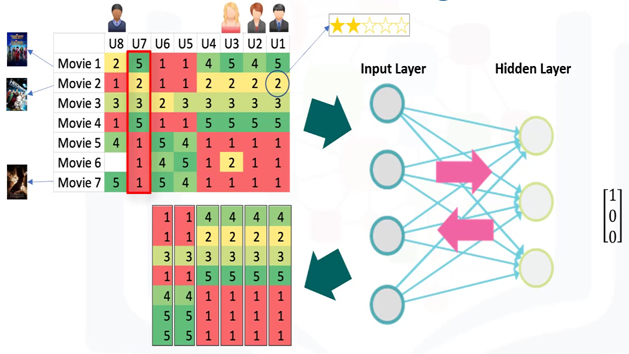 U8 U7 U6 U5 U4 U3 U2 U1
Movie 1 2 5 1 1 4 5 4 5
Movie 2 1 2 1 1 2 2 2 2
Movie 3 3 3 2 3 3 3 3 3
Movie 4 1 5 1 1 5 5 5 5
Movie 5 4 1 5 4 1 1 1 1
Movie 6 1 4 5 1 2 1 1
Movie 7 5 1 5 4 1 1 1 1
Input Layer Hidden Layer
1
0
0
1 1 4 4 4 4
1 1 2 2 2 2
3 3 3 3 3 3
1 1 5 5 5 5
4 4 1 1 1 1
5 5 1 1 1 1
5 5 1 1 1 1